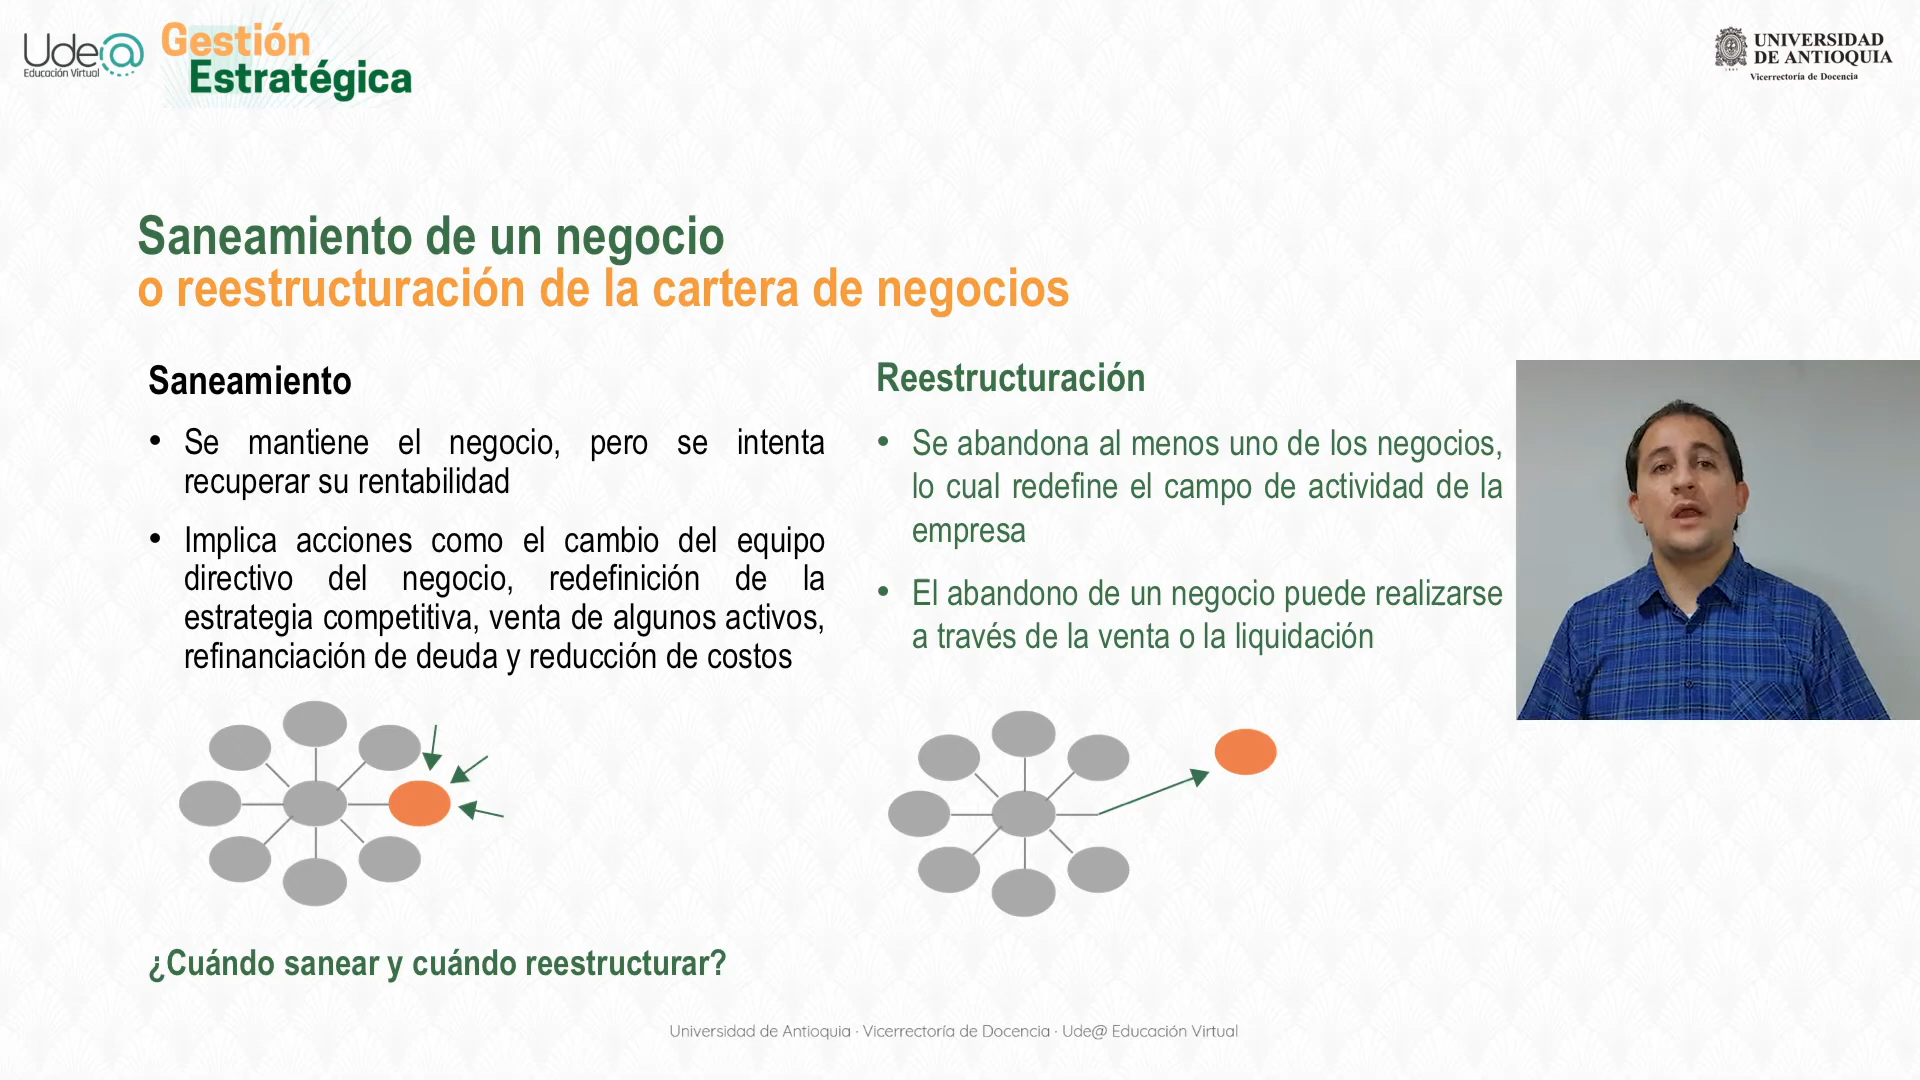 Ude@
Educación Virtual
Gestión
Estratégica
UNIVERSIDAD
DE ANTIOQUIA
Vicerrectoría de Docencia
Saneamiento de un negocio
o reestructuración de la cartera de negocios
Saneamiento
• Se mantiene el negocio, pero se intenta
recuperar su rentabilidad
• Implica acciones como el cambio del equipo
directivo del negocio, redefinición de la
estrategia competitiva, venta de algunos activos,
refinanciación de deuda y reducción de costos
Reestructuración
• Se abandona al menos uno de los negocios,
lo cual redefine el campo de actividad de la
empresa
• El abandono de un negocio puede realizarse
a través de la venta o la liquidación
¿Cuándo sanear y cuándo reestructurar?
Universidad de Antioquia · Vicerrectoría de Docencia · Ude@ Educación Virtual